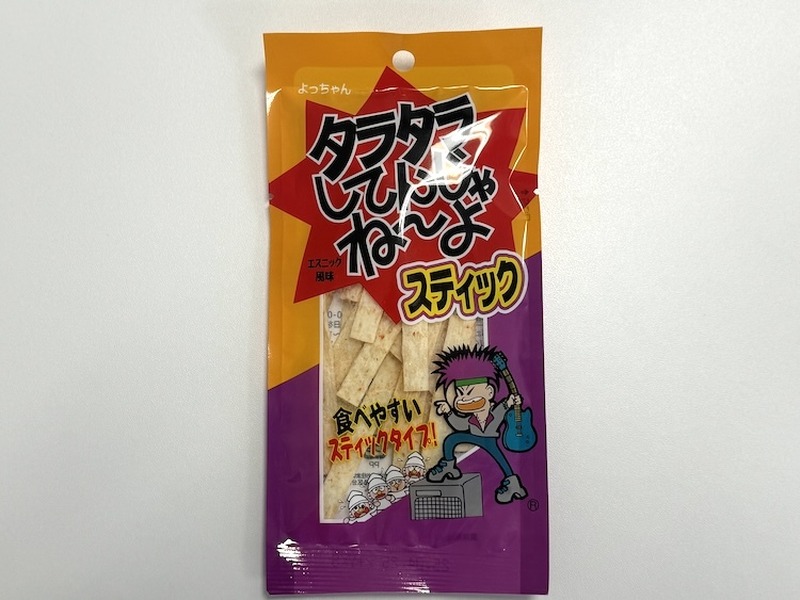 よっちゃん
タラタラ
してんじゃ
ね〜よ
エスニック
風味
スティック
食べやすい
スティックタイプ!